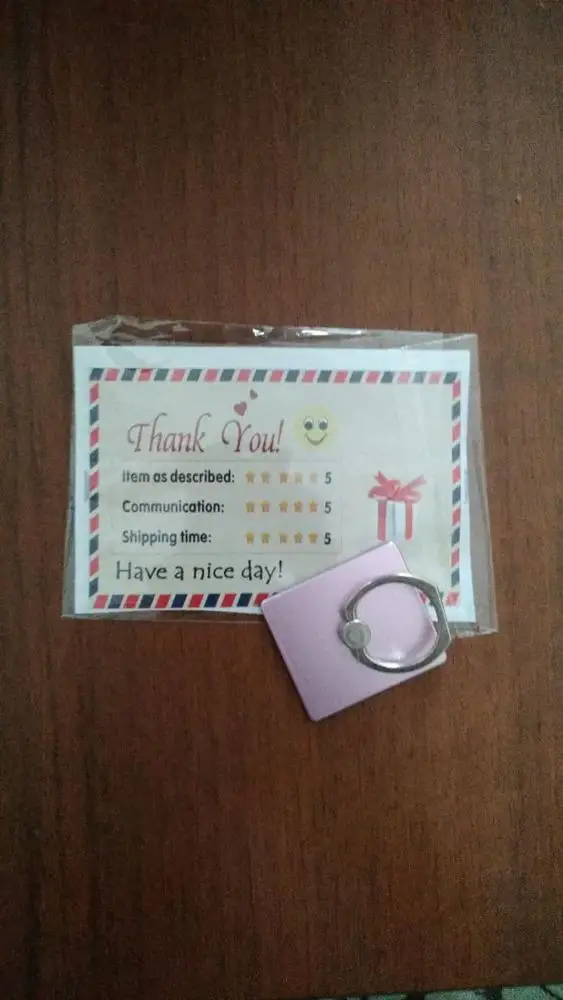 Thank You!
Item as described: ★★★★★ 5
Communication: ★★★★★ 5
Shipping time: ★★★★★ 5
Have a nice day!